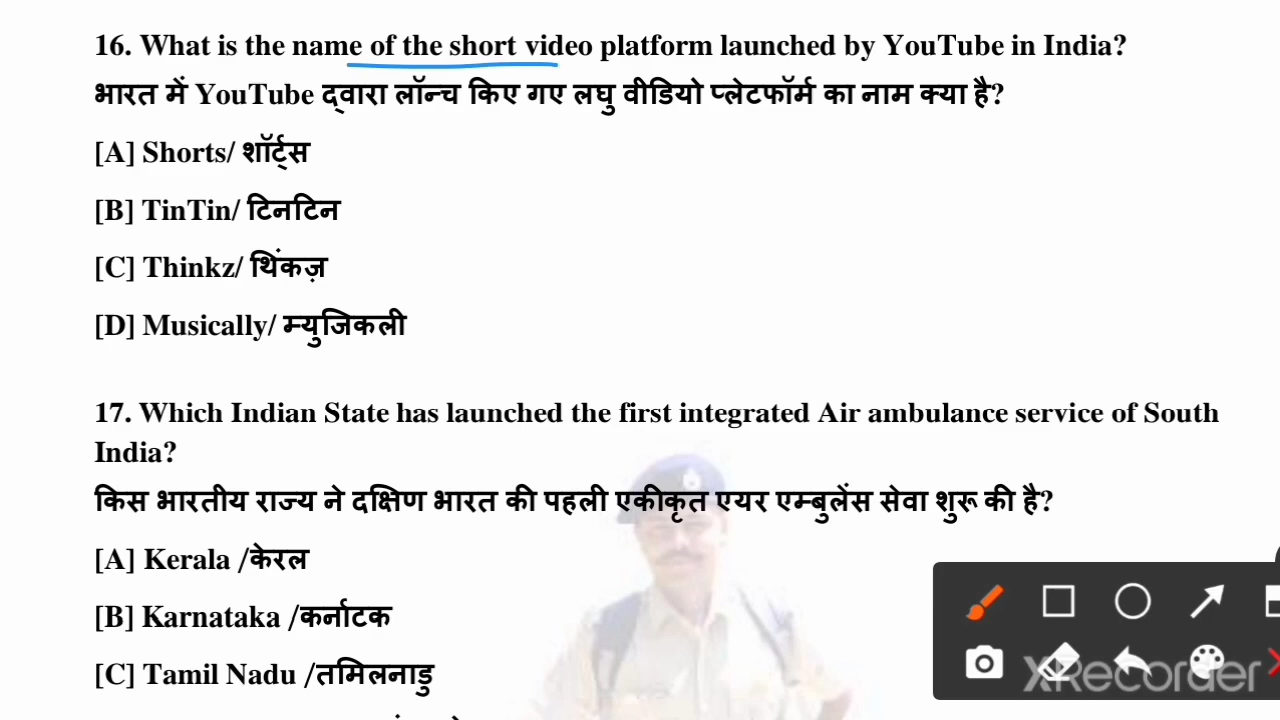 16. What is the name of the short video platform launched by YouTube in India?
भारत में YouTube द्वारा लॉन्च किए गए लघु वीडियो प्लेटफॉर्म का नाम क्या है?
[A] Shorts/ शॉर्ट्स
[B] TinTin/ टिनटिन
[C] Thinkz/ थिंकज़
[D] Musically/ म्युजिकली
17. Which Indian State has launched the first integrated Air ambulance service of South
India?
किस भारतीय राज्य ने दक्षिण भारत की पहली एकीकृत एयर एम्बुलेंस सेवा शुरू की है?
[A] Kerala /केरल
[B] Karnataka /कर्नाटक
[C] Tamil Nadu /तमिलनाडु
XRecorder